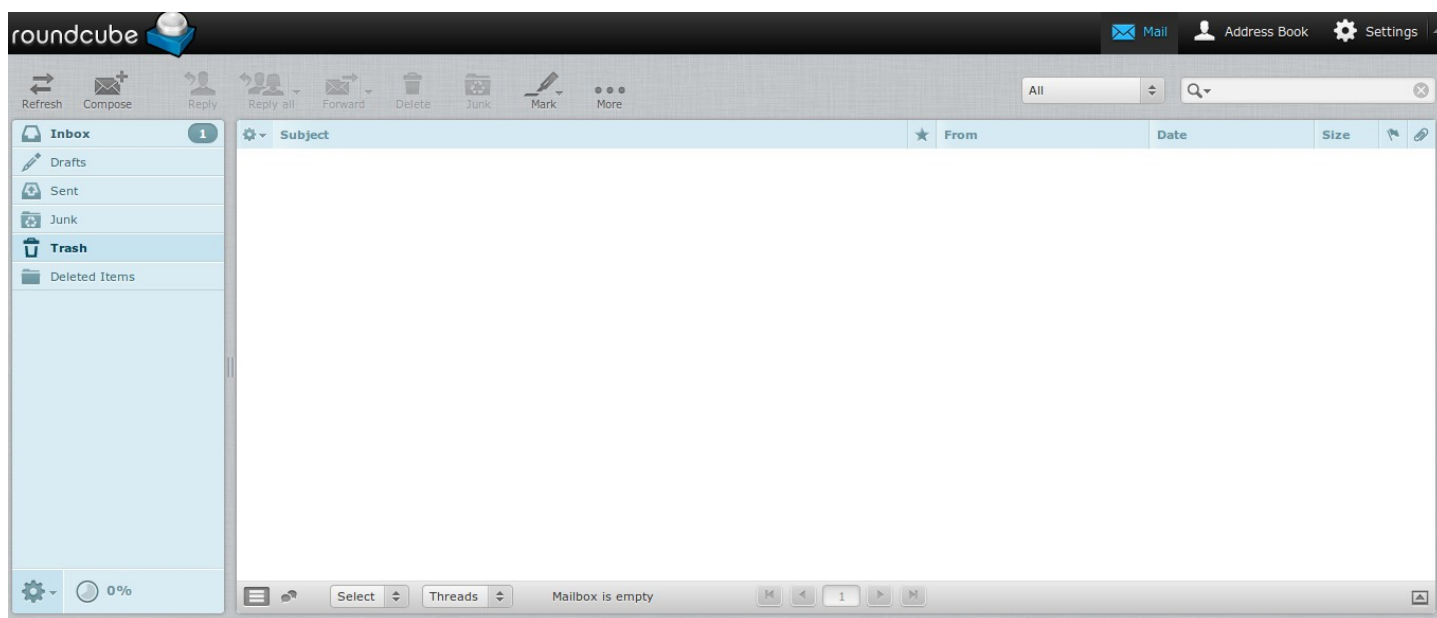 roundcube
Mail Address Book Settings
Refresh Compose Reply Reply all Forward Delete Junk Mark More
All
Inbox 1
Subject From Date Size
Drafts
Sent
Junk
Trash
Deleted Items
0%
Select Threads Mailbox is empty 1